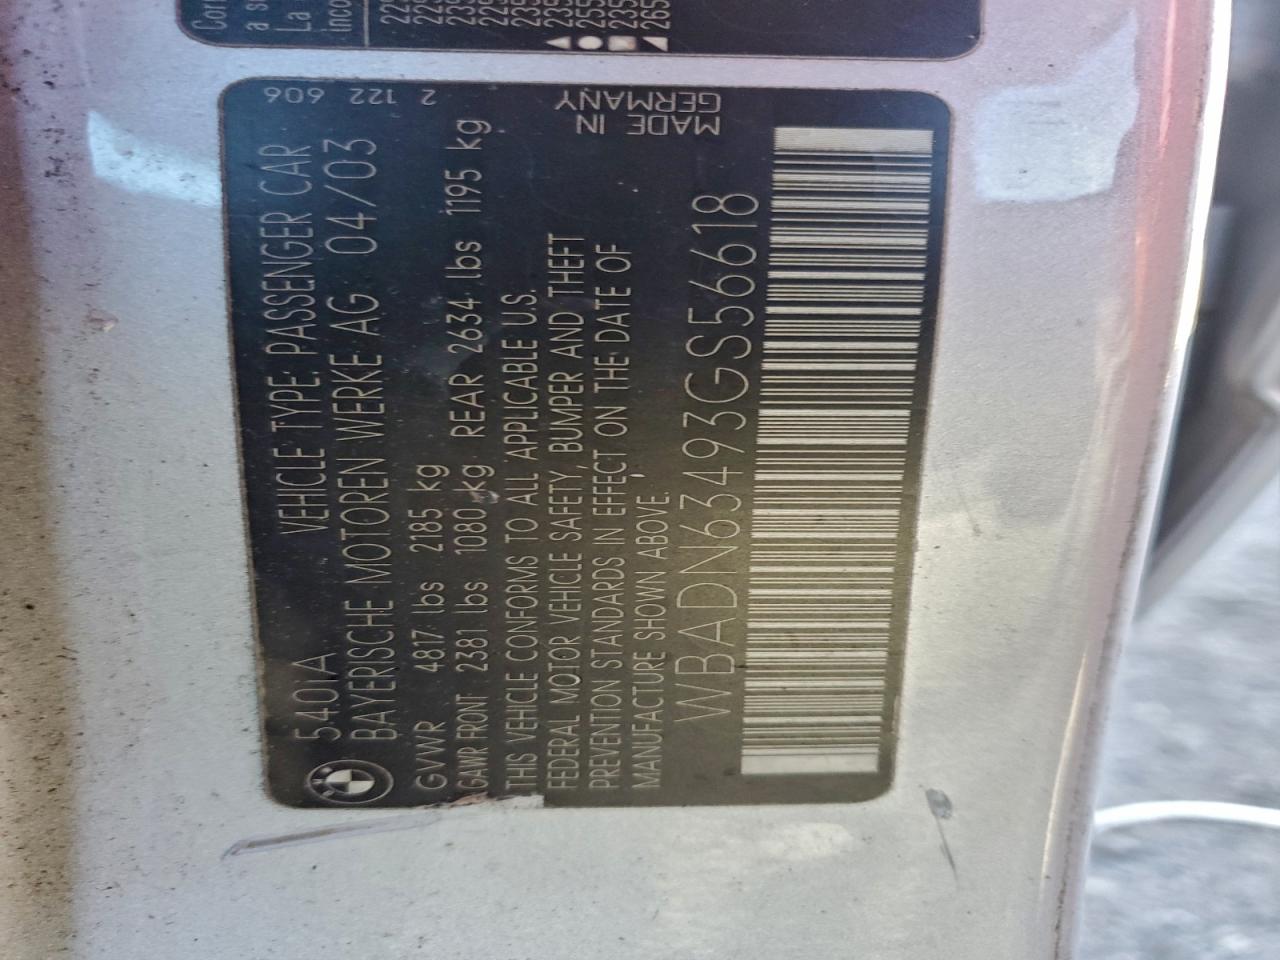 540iA VEHICLE TYPE: PASSENGER CAR
BAYERISCHE MOTOREN WERKE AG 04/03
GVWR 4817 lbs 2185 kg
GAWR FRONT 2381 lbs 1080 kg REAR 2634 lbs 1195 kg
THIS VEHICLE CONFORMS TO ALL APPLICABLE U.S.
FEDERAL MOTOR VEHICLE SAFETY, BUMPER AND THEFT
PREVENTION STANDARDS IN EFFECT ON THE DATE OF
MANUFACTURE SHOWN ABOVE.
WBADN63493GS56618
MADE IN
GERMANY
2 122 606
La